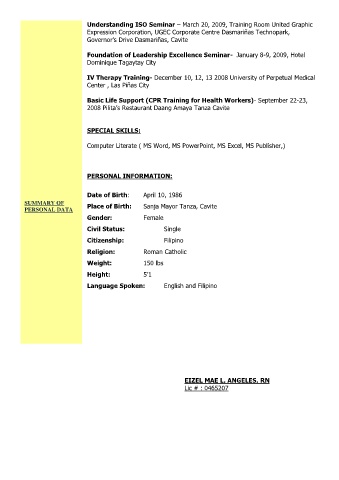 Understanding ISO Seminar – March 20, 2009, Training Room United Graphic
Expression Corporation, UGEC Corporate Centre Dasmariñas Technopark,
Governor's Drive Dasmariñas, Cavite
Foundation of Leadership Excellence Seminar- January 8-9, 2009, Hotel
Dominique Tagaytay City
IV Therapy Training- December 10, 12, 13 2008 University of Perpetual Medical
Center , Las Piñas City
Basic Life Support (CPR Training for Health Workers)- September 22-23,
2008 Pilita's Restaurant Daang Amaya Tanza Cavite
SPECIAL SKILLS:
Computer Literate ( MS Word, MS PowerPoint, MS Excel, MS Publisher,)
PERSONAL INFORMATION:
SUMMARY OF
PERSONAL DATA
Date of Birth: April 10, 1986
Place of Birth: Sanja Mayor Tanza, Cavite
Gender: Female
Civil Status: Single
Citizenship: Filipino
Religion: Roman Catholic
Weight: 150 lbs
Height: 5'1
Language Spoken: English and Filipino
EIZEL MAE L. ANGELES, RN
Lic # : 0465207